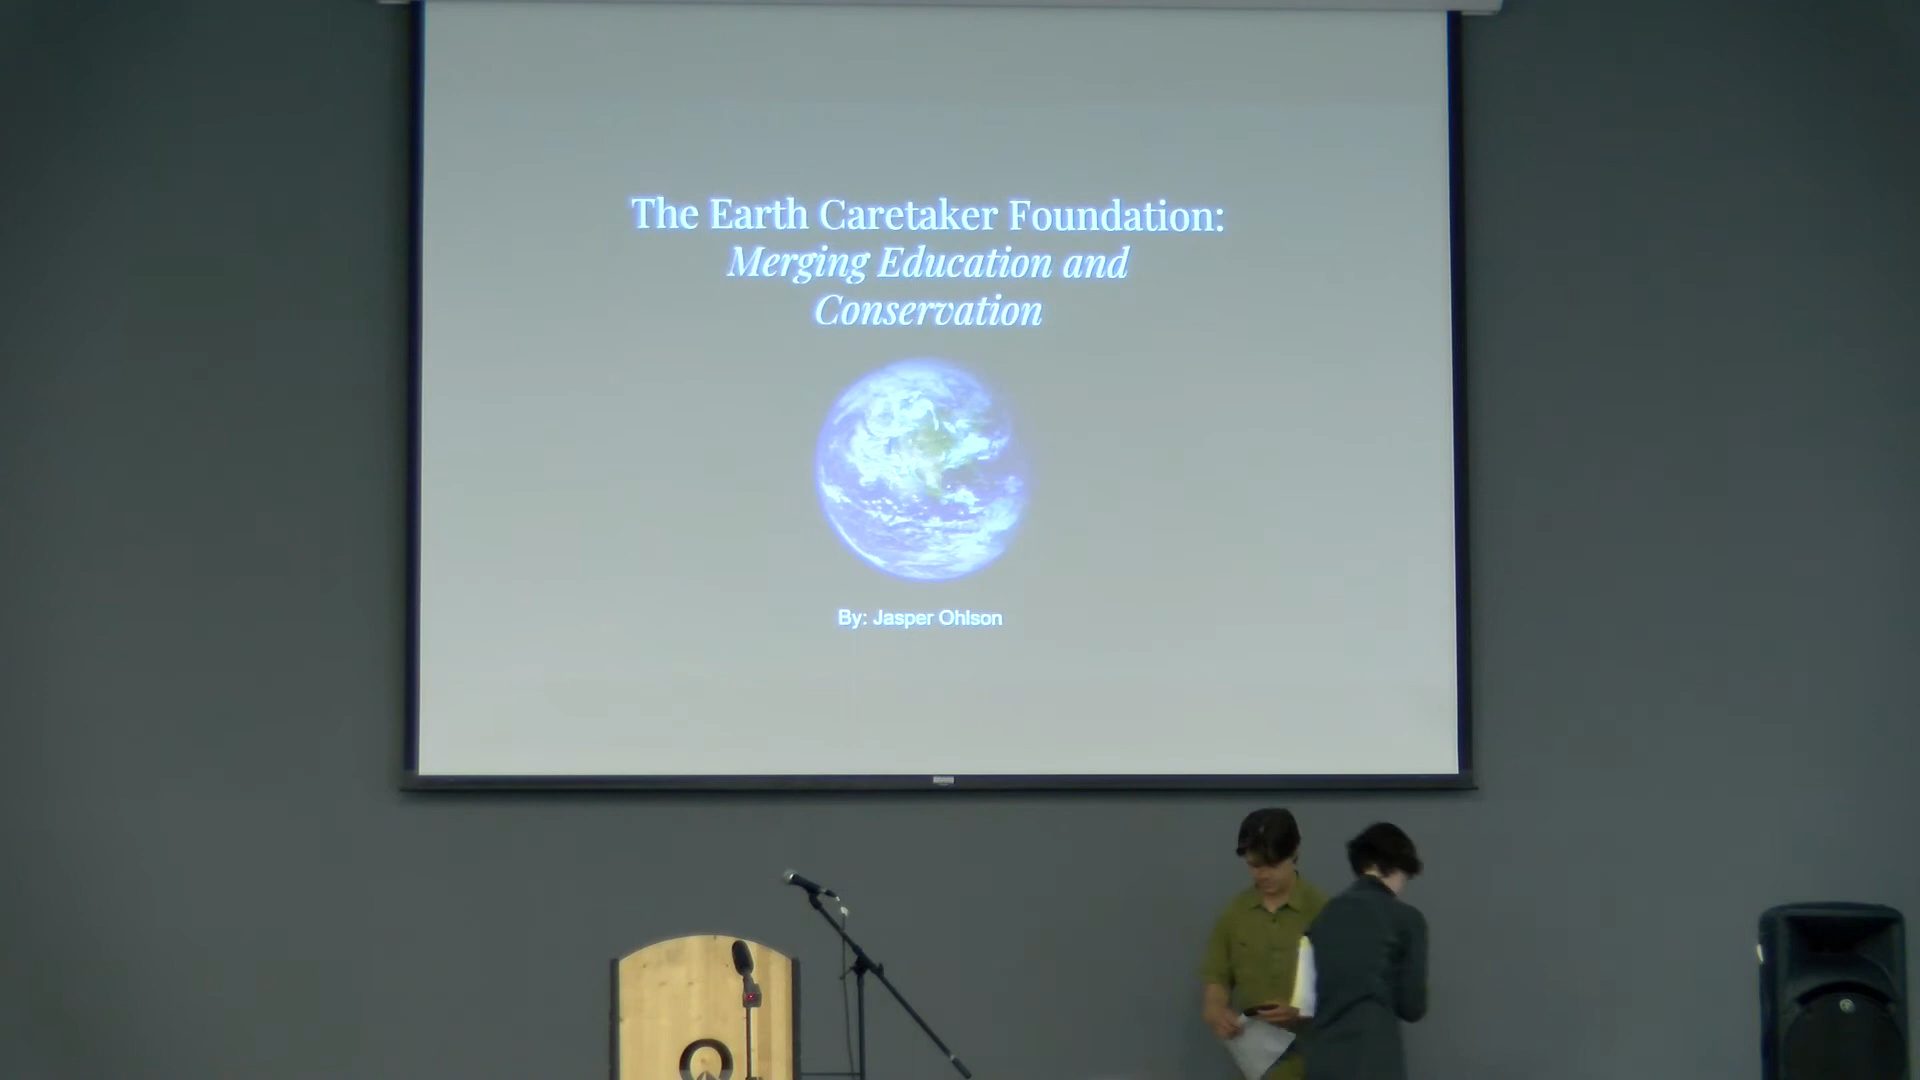 The Earth Caretaker Foundation:
Merging Education and
Conservation
By: Jasper Ohlson